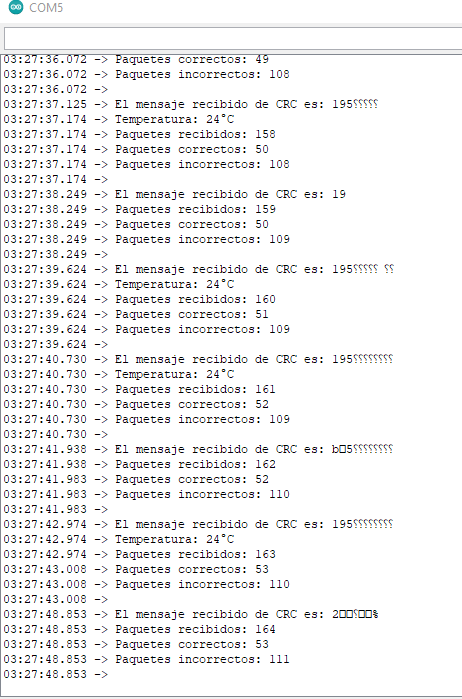 COM5
03:27:36.072 -> Paquetes correctos: 49
03:27:36.072 -> Paquetes incorrectos: 108
03:27:36.072 ->
03:27:37.125 -> El mensaje recibido de CRC es: 195⸮⸮⸮⸮⸮
03:27:37.174 -> Temperatura: 24°C
03:27:37.174 -> Paquetes recibidos: 158
03:27:37.174 -> Paquetes correctos: 50
03:27:37.174 -> Paquetes incorrectos: 108
03:27:37.174 ->
03:27:38.249 -> El mensaje recibido de CRC es: 19
03:27:38.249 -> Paquetes recibidos: 159
03:27:38.249 -> Paquetes correctos: 50
03:27:38.249 -> Paquetes incorrectos: 109
03:27:38.249 ->
03:27:39.624 -> El mensaje recibido de CRC es: 195⸮⸮⸮⸮⸮ ⸮⸮
03:27:39.624 -> Temperatura: 24°C
03:27:39.624 -> Paquetes recibidos: 160
03:27:39.624 -> Paquetes correctos: 51
03:27:39.624 -> Paquetes incorrectos: 109
03:27:39.624 ->
03:27:40.730 -> El mensaje recibido de CRC es: 195⸮⸮⸮⸮⸮⸮⸮⸮
03:27:40.730 -> Temperatura: 24°C
03:27:40.730 -> Paquetes recibidos: 161
03:27:40.730 -> Paquetes correctos: 52
03:27:40.730 -> Paquetes incorrectos: 109
03:27:40.730 ->
03:27:41.938 -> El mensaje recibido de CRC es: b□5⸮⸮⸮⸮⸮⸮⸮⸮
03:27:41.938 -> Paquetes recibidos: 162
03:27:41.983 -> Paquetes correctos: 52
03:27:41.983 -> Paquetes incorrectos: 110
03:27:41.983 ->
03:27:42.974 -> El mensaje recibido de CRC es: 195⸮⸮⸮⸮⸮⸮⸮⸮
03:27:42.974 -> Temperatura: 24°C
03:27:42.974 -> Paquetes recibidos: 163
03:27:43.008 -> Paquetes correctos: 53
03:27:43.008 -> Paquetes incorrectos: 110
03:27:43.008 ->
03:27:48.853 -> El mensaje recibido de CRC es: 2□□⸮□□%
03:27:48.853 -> Paquetes recibidos: 164
03:27:48.853 -> Paquetes correctos: 53
03:27:48.853 -> Paquetes incorrectos: 111
03:27:48.853 ->